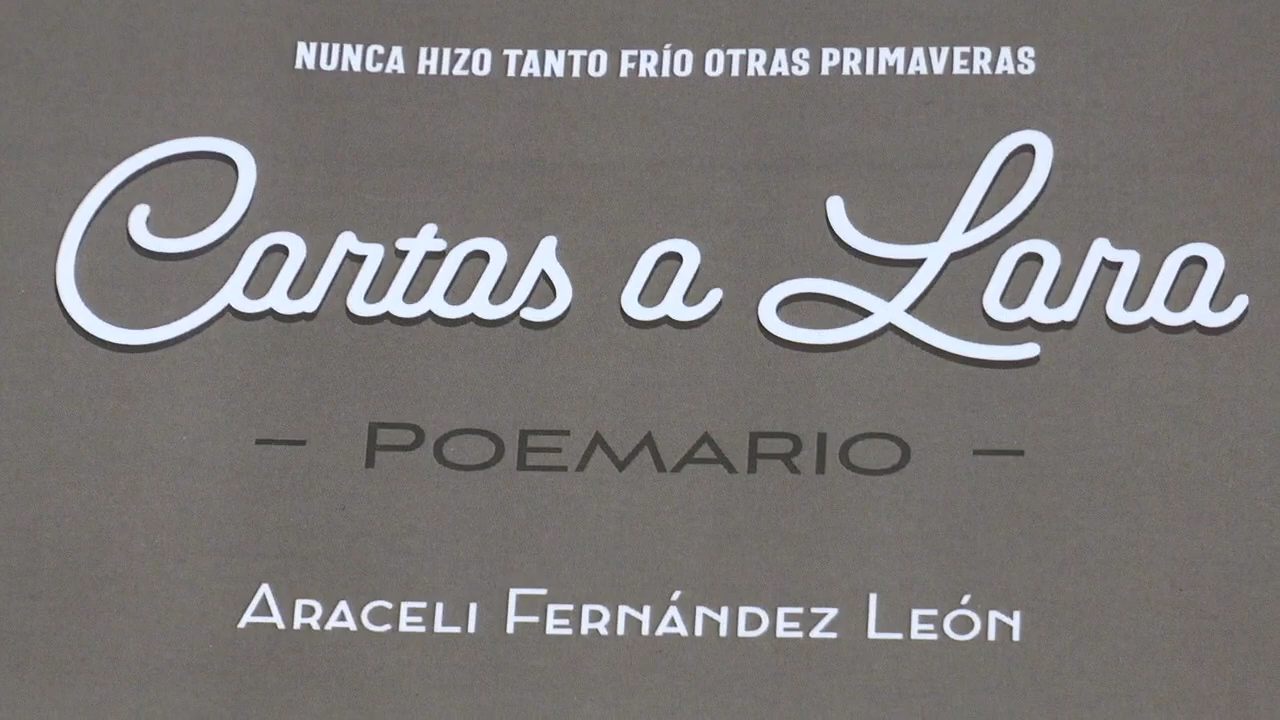 NUNCA HIZO TANTO FRÍO OTRAS PRIMAVERAS
Cartas a Lara
— POEMARIO —
ARACELI FERNÁNDEZ LEÓN